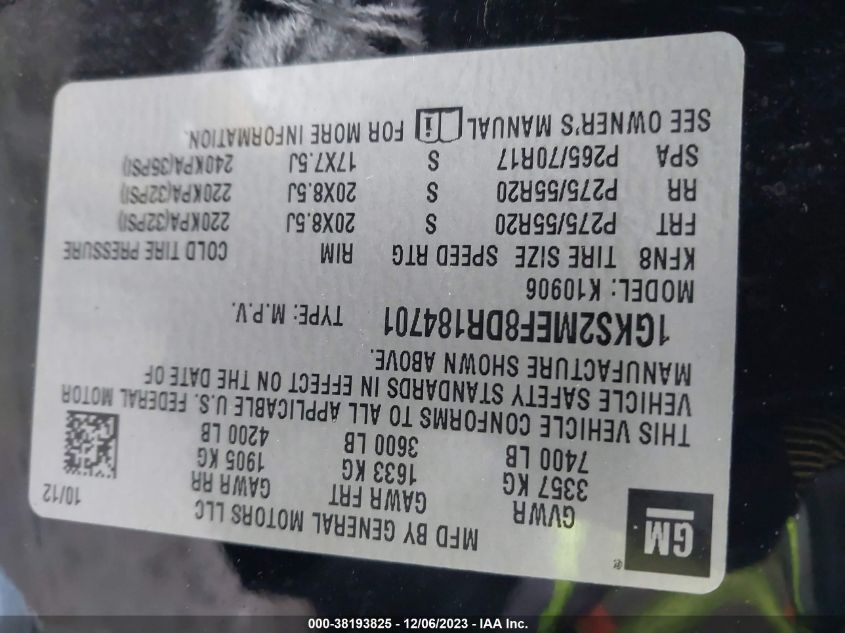 GM
®
MFD BY GENERAL MOTORS LLC
10/12
GVWR GAWR FRT GAWR RR
3357 KG 1633 KG 1905 KG
7400 LB 3600 LB 4200 LB
THIS VEHICLE CONFORMS TO ALL APPLICABLE U.S. FEDERAL MOTOR
VEHICLE SAFETY STANDARDS IN EFFECT ON THE DATE OF
MANUFACTURE SHOWN ABOVE.
1GKS2MEF8DR184701 TYPE: M.P.V.
MODEL: K10906
KFN8 TIRE SIZE SPEED RTG RIM COLD TIRE PRESSURE
FRT P275/55R20 S 20X8.5J 220KPA(32PSI)
RR P275/55R20 S 20X8.5J 220KPA(32PSI)
SPA P265/70R17 S 17X7.5J 240KPA(35PSI)
SEE OWNER'S MANUAL i FOR MORE INFORMATION.
000-38193825 - 12/06/2023 - IAA Inc.